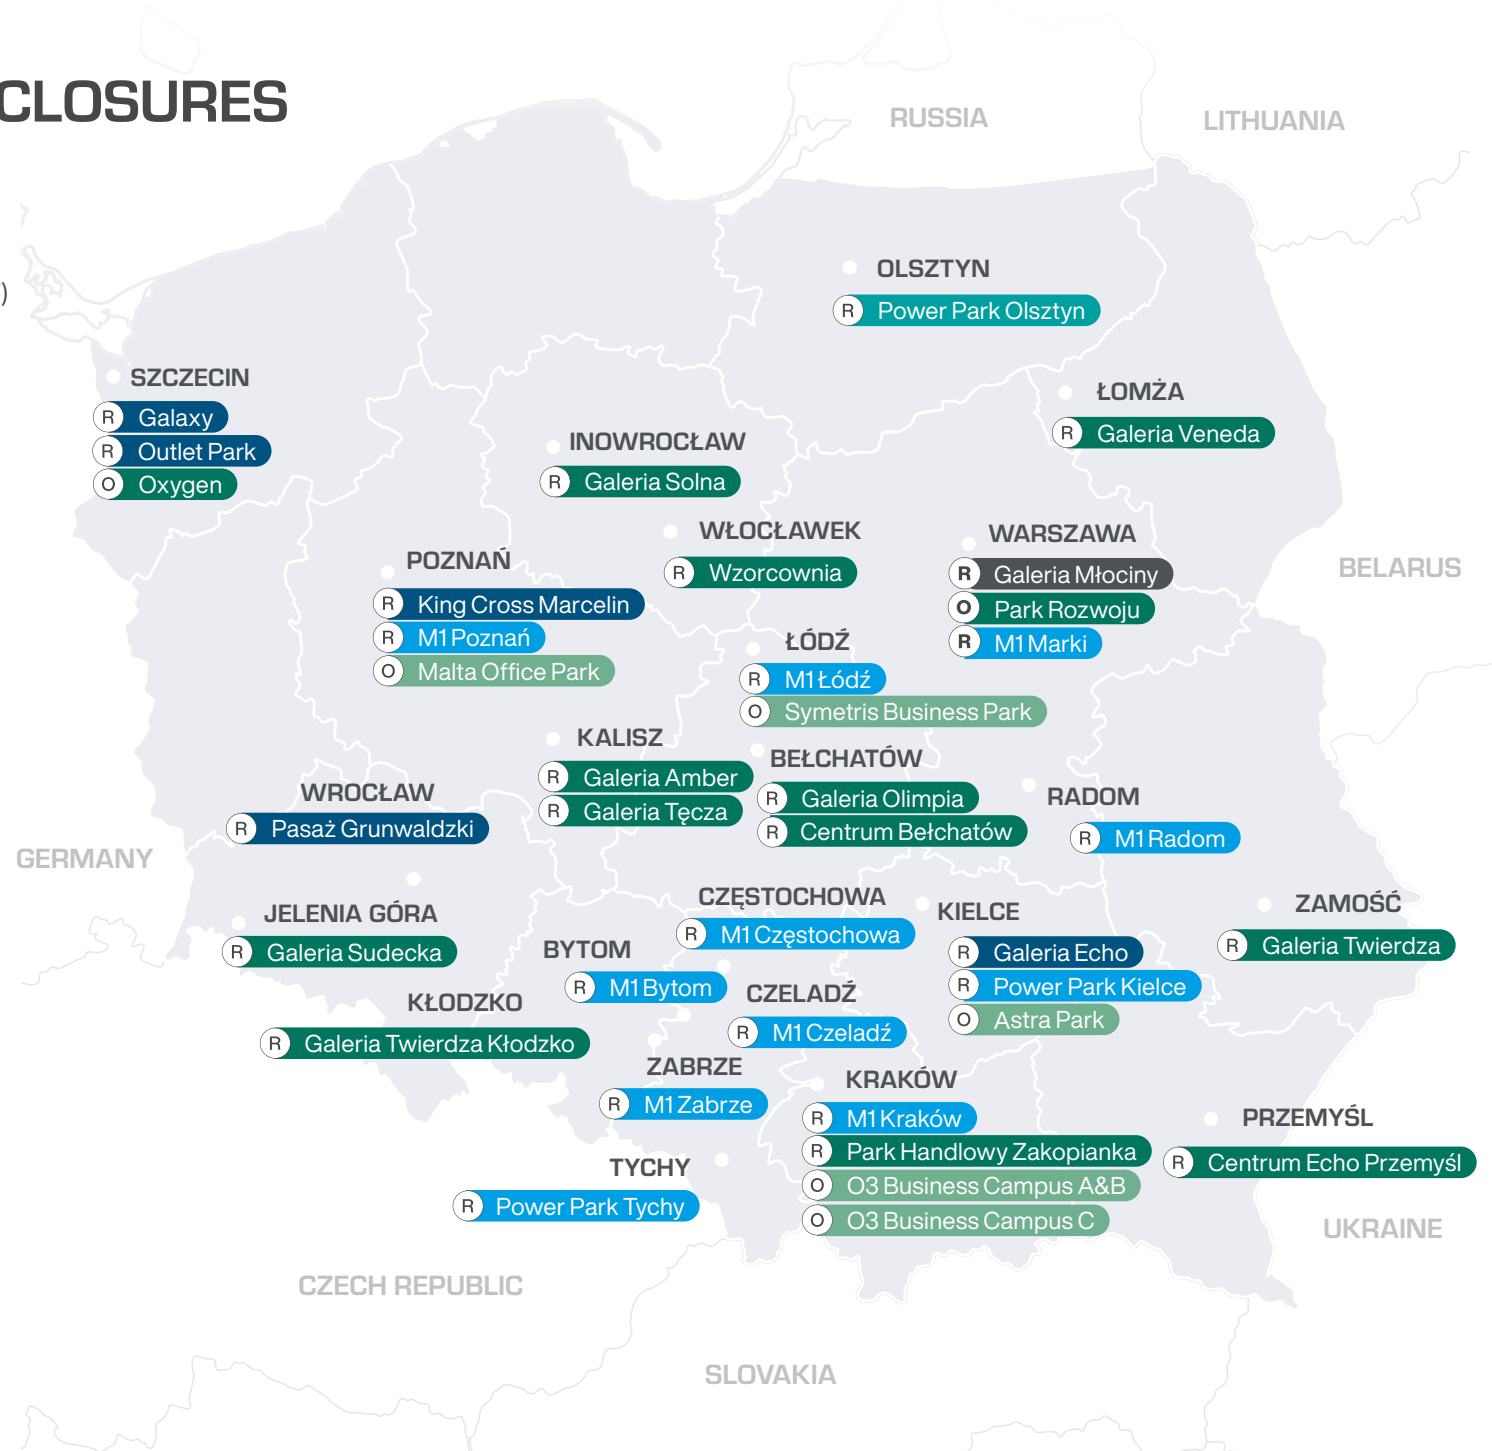 CLOSURES
RUSSIA
LITHUANIA
)
OLSZTYN
R Power Park Olsztyn
SZCZECIN
R Galaxy
R Outlet Park
O Oxygen
ŁOMŻA
R Galeria Veneda
INOWROCŁAW
R Galeria Solna
WŁOCŁAWEK
R Wzorcownia
WARSZAWA
R Galeria Młociny
O Park Rozwoju
R M1 Marki
BELARUS
POZNAŃ
R King Cross Marcelin
R M1 Poznań
O Malta Office Park
ŁÓDŹ
R M1 Łódź
O Symetris Business Park
KALISZ
R Galeria Amber
R Galeria Tęcza
BEŁCHATÓW
R Galeria Olimpia
R Centrum Bełchatów
WROCŁAW
R Pasaż Grunwaldzki
RADOM
R M1 Radom
GERMANY
JELENIA GÓRA
R Galeria Sudecka
CZĘSTOCHOWA
R M1 Częstochowa
KIELCE
R Galeria Echo
R Power Park Kielce
O Astra Park
ZAMOŚĆ
R Galeria Twierdza
BYTOM
R M1 Bytom
CZELADŹ
R M1 Czeladź
KŁODZKO
R Galeria Twierdza Kłodzko
ZABRZE
R M1 Zabrze
KRAKÓW
R M1 Kraków
R Park Handlowy Zakopianka
O O3 Business Campus A&B
O O3 Business Campus C
PRZEMYŚL
R Centrum Echo Przemyśl
TYCHY
R Power Park Tychy
UKRAINE
CZECH REPUBLIC
SLOVAKIA